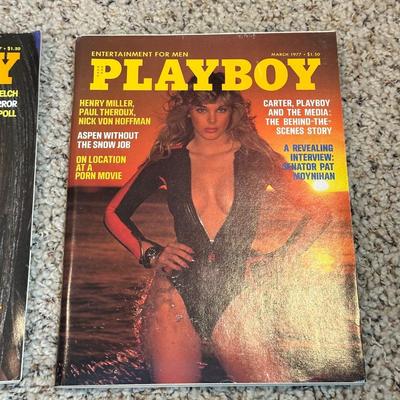 • $1.50
Y
ELCH
RROR
POLL
ENTERTAINMENT FOR MEN
MARCH 1977 • $1.50
PLAYBOY
HENRY MILLER,
PAUL THEROUX,
NICK VON HOFFMAN
ASPEN WITHOUT
THE SNOW JOB
ON LOCATION
AT A
PORN MOVIE
CARTER, PLAYBOY
AND THE MEDIA:
THE BEHIND-THE-
SCENES STORY
A REVEALING
INTERVIEW:
SENATOR PAT
MOYNIHAN